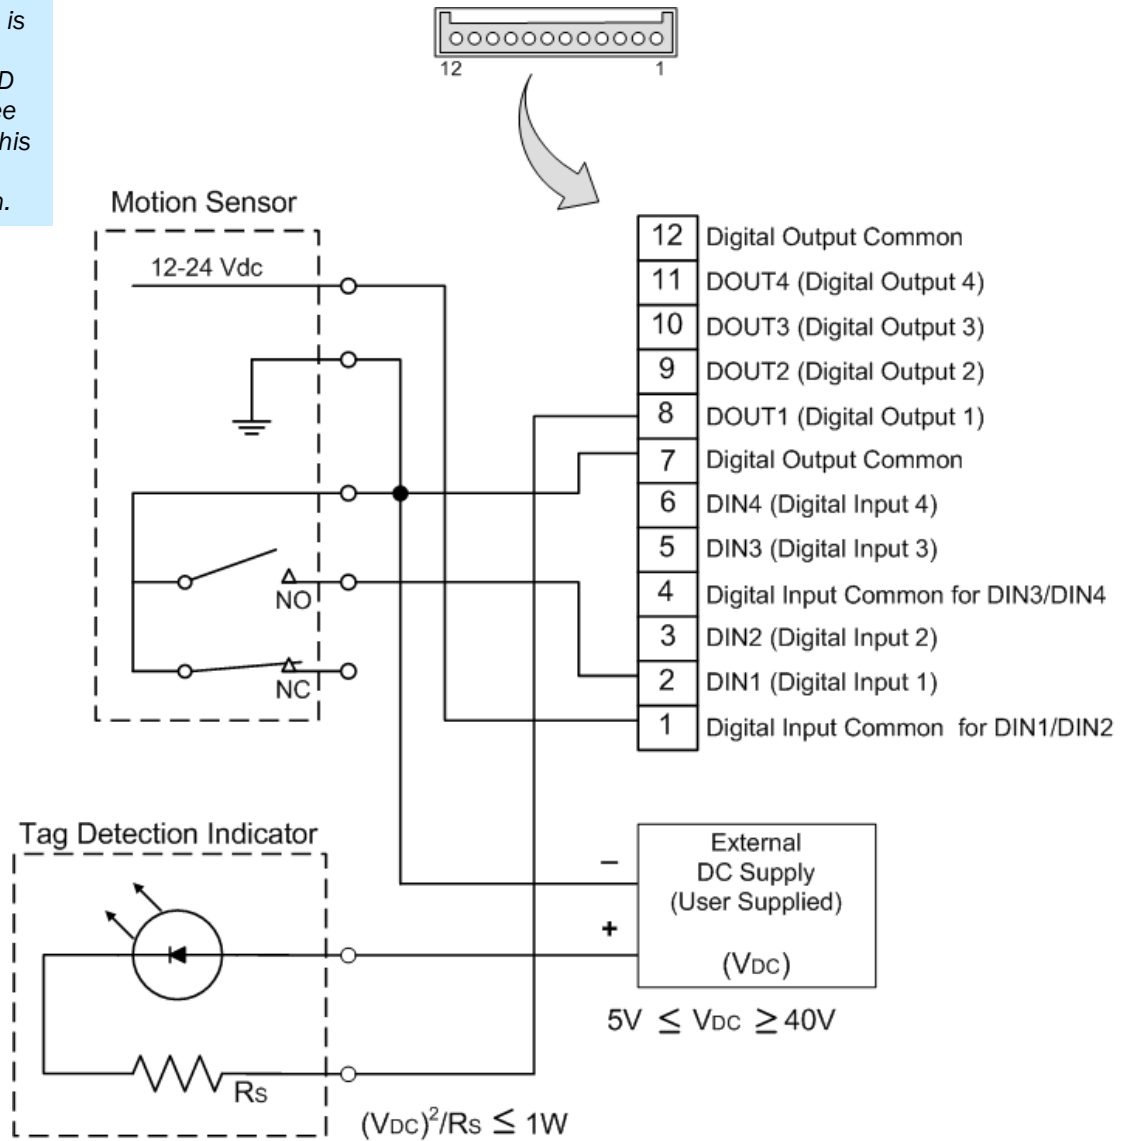 is
D
ee
his
n.
12 1
Motion Sensor
12-24 Vdc
NO
NC
12 Digital Output Common
11 DOUT4 (Digital Output 4)
10 DOUT3 (Digital Output 3)
9 DOUT2 (Digital Output 2)
8 DOUT1 (Digital Output 1)
7 Digital Output Common
6 DIN4 (Digital Input 4)
5 DIN3 (Digital Input 3)
4 Digital Input Common for DIN3/DIN4
3 DIN2 (Digital Input 2)
2 DIN1 (Digital Input 1)
1 Digital Input Common for DIN1/DIN2
Tag Detection Indicator
Rs
(VDC)²/Rs ≤ 1W
–
+
External
DC Supply
(User Supplied)
(VDC)
5V ≤ VDC ≥ 40V